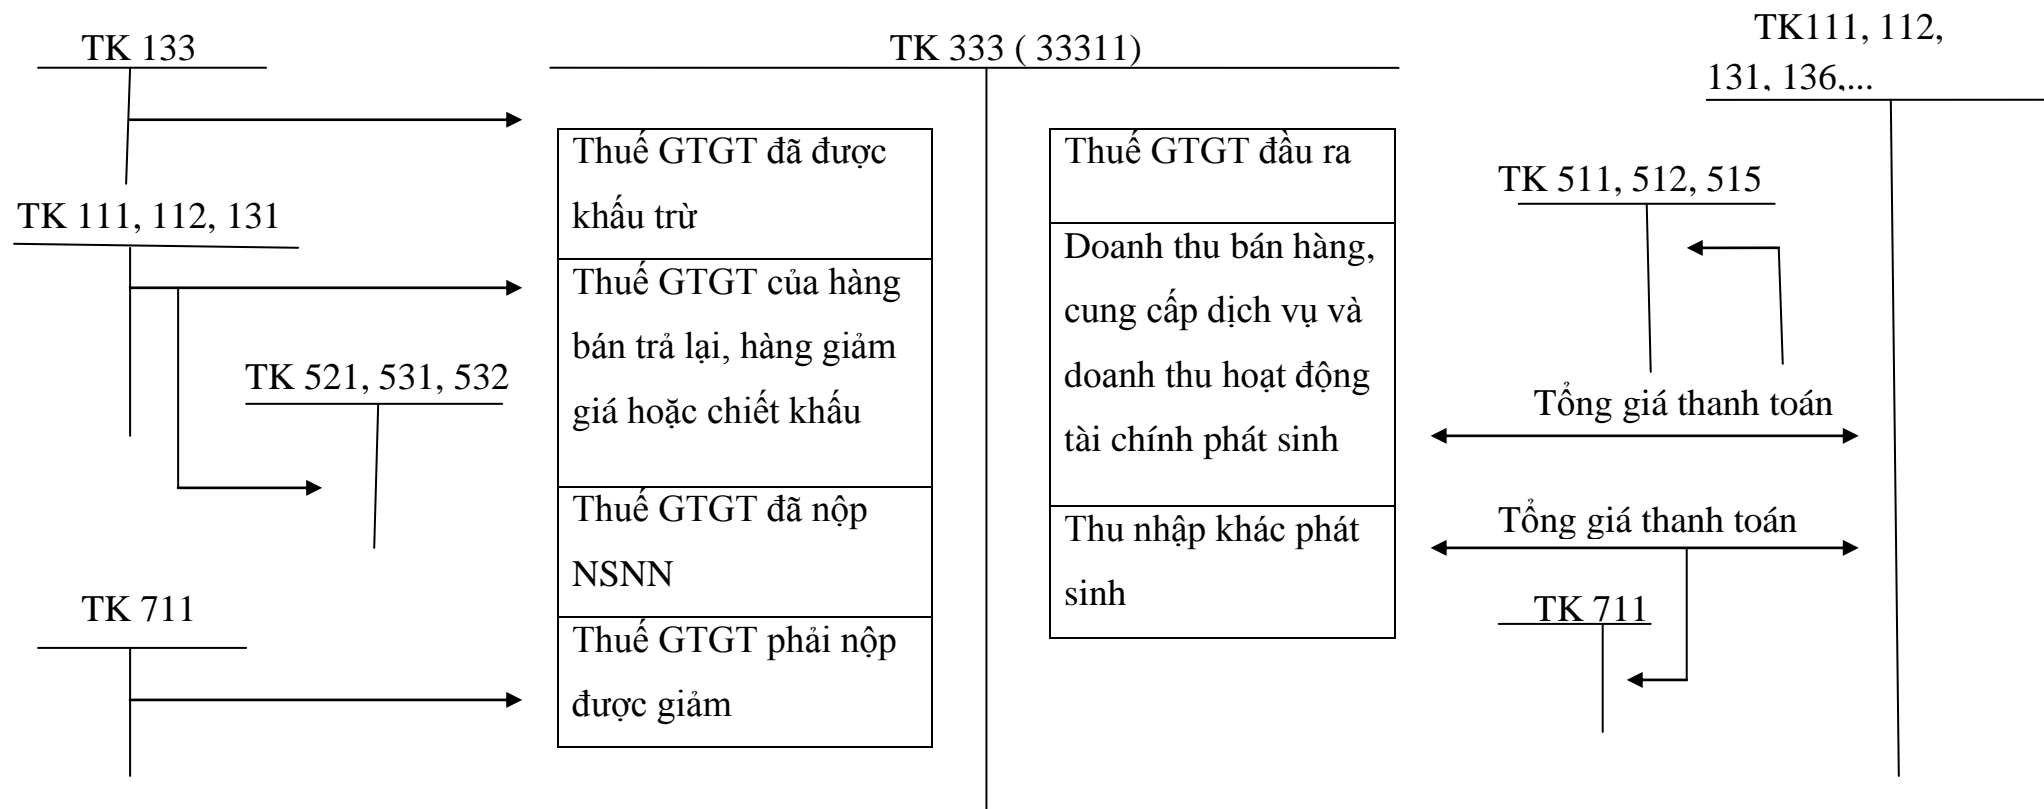 TK 133
TK 333 ( 33311)
TK111, 112,
131, 136,...
Thuế GTGT đã được
khấu trừ
TK 111, 112, 131
Thuế GTGT của hàng
bán trả lại, hàng giảm
giá hoặc chiết khấu
TK 521, 531, 532
Thuế GTGT đã nộp
NSNN
TK 711
Thuế GTGT phải nộp
được giảm
Thuế GTGT đầu ra
Doanh thu bán hàng,
cung cấp dịch vụ và
doanh thu hoạt động
tài chính phát sinh
Thu nhập khác phát
sinh
TK 511, 512, 515
Tổng giá thanh toán
Tổng giá thanh toán
TK 711